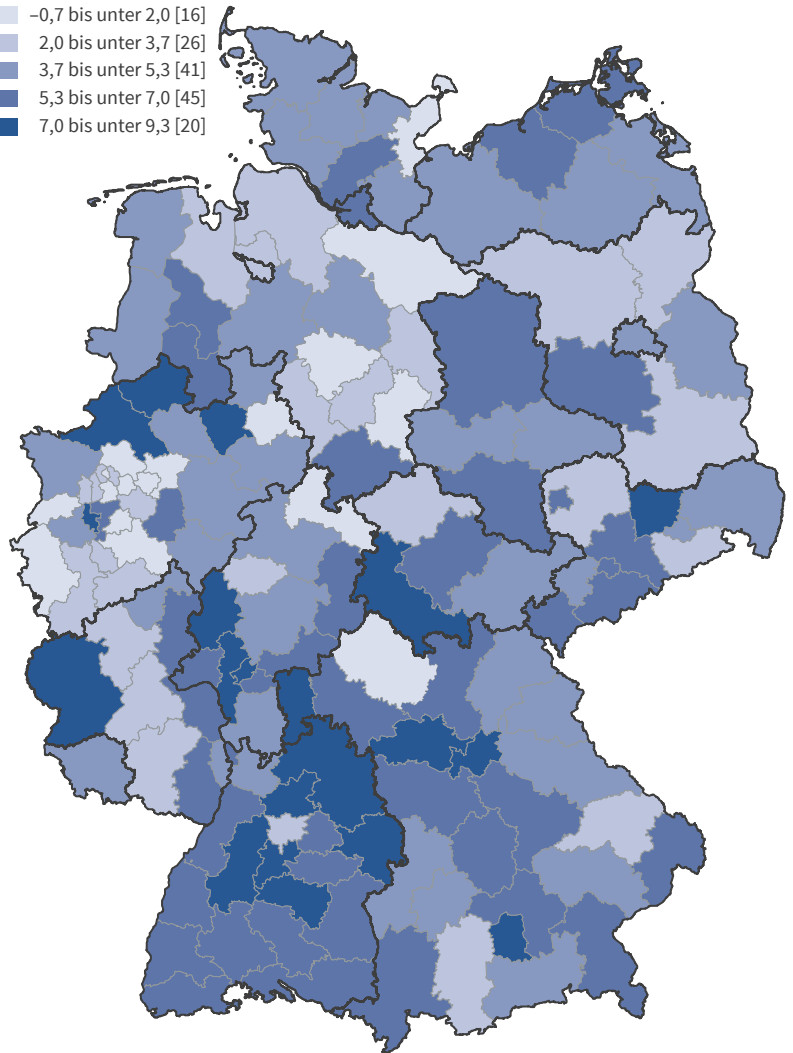 –0,7 bis unter 2,0 [16]
2,0 bis unter 3,7 [26]
3,7 bis unter 5,3 [41]
5,3 bis unter 7,0 [45]
7,0 bis unter 9,3 [20]